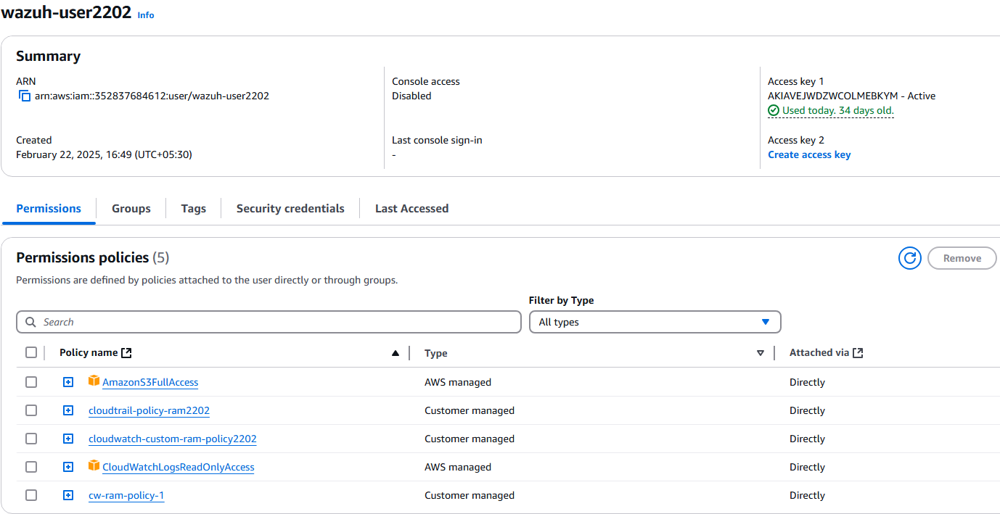 wazuh-user2202 Info
Summary
ARN
arn:aws:iam::352837684612:user/wazuh-user2202
Console access
Disabled
Access key 1
AKIAVEJWDZWCOLMEBKYM - Active
Used today. 34 days old.
Created
February 22, 2025, 16:49 (UTC+05:30)
Last console sign-in
-
Access key 2
Create access key
Permissions
Groups
Tags
Security credentials
Last Accessed
Permissions policies (5)
Remove
Permissions are defined by policies attached to the user directly or through groups.
Filter by Type
Search
All types
Policy name Type Attached via
AmazonS3FullAccess AWS managed Directly
cloudtrail-policy-ram2202 Customer managed Directly
cloudwatch-custom-ram-policy2202 Customer managed Directly
CloudWatchLogsReadOnlyAccess AWS managed Directly
cw-ram-policy-1 Customer managed Directly